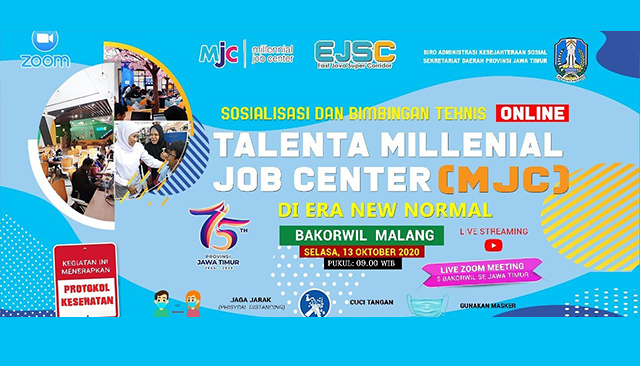 zoom
mjc millennial job center
EJSC
East Java Super Corridor
BIRO ADMINISTRASI KESEJAHTERAAN SOSIAL
SEKRETARIAT DAERAH PROVINSI JAWA TIMUR
SOSIALISASI DAN BIMBINGAN TEKNIS ONLINE
TALENTA MILLENIAL
JOB CENTER (MJC)
DI ERA NEW NORMAL
75TH
PROVINSI
JAWA TIMUR
BAKORWIL MALANG
SELASA, 13 OKTOBER 2020
PUKUL: 09.00 WIB
LIVE STREAMING
LIVE ZOOM MEETING
5 BAKORWIL SE JAWA TIMUR
KEGIATAN INI
MENERAPKAN
PROTOKOL
KESEHATAN
JAGA JARAK
(PHISYCAL DISTANCING)
CUCI TANGAN
GUNAKAN MASKER